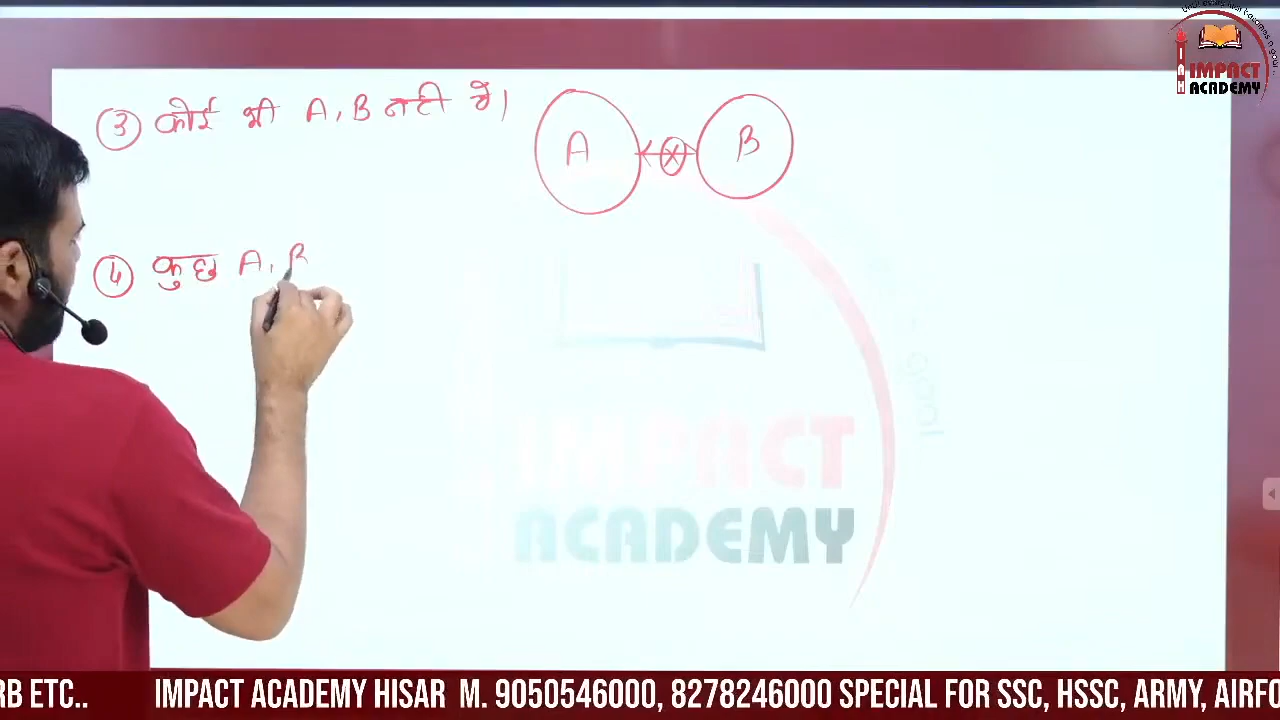 IMPACT
ACADEMY
③ कोई भी A, B नही है।
A
B
④ कुछ A, B
IMPACT
ACADEMY
RB ETC.. IMPACT ACADEMY HISAR M. 9050546000, 8278246000 SPECIAL FOR SSC, HSSC, ARMY, AIRFO